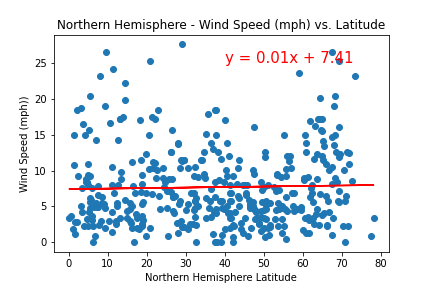 Northern Hemisphere - Wind Speed (mph) vs. Latitude
y = 0.01x + 7.41
Wind Speed (mph))
25
20
15
10
5
0
0 10 20 30 40 50 60 70 80
Northern Hemisphere Latitude